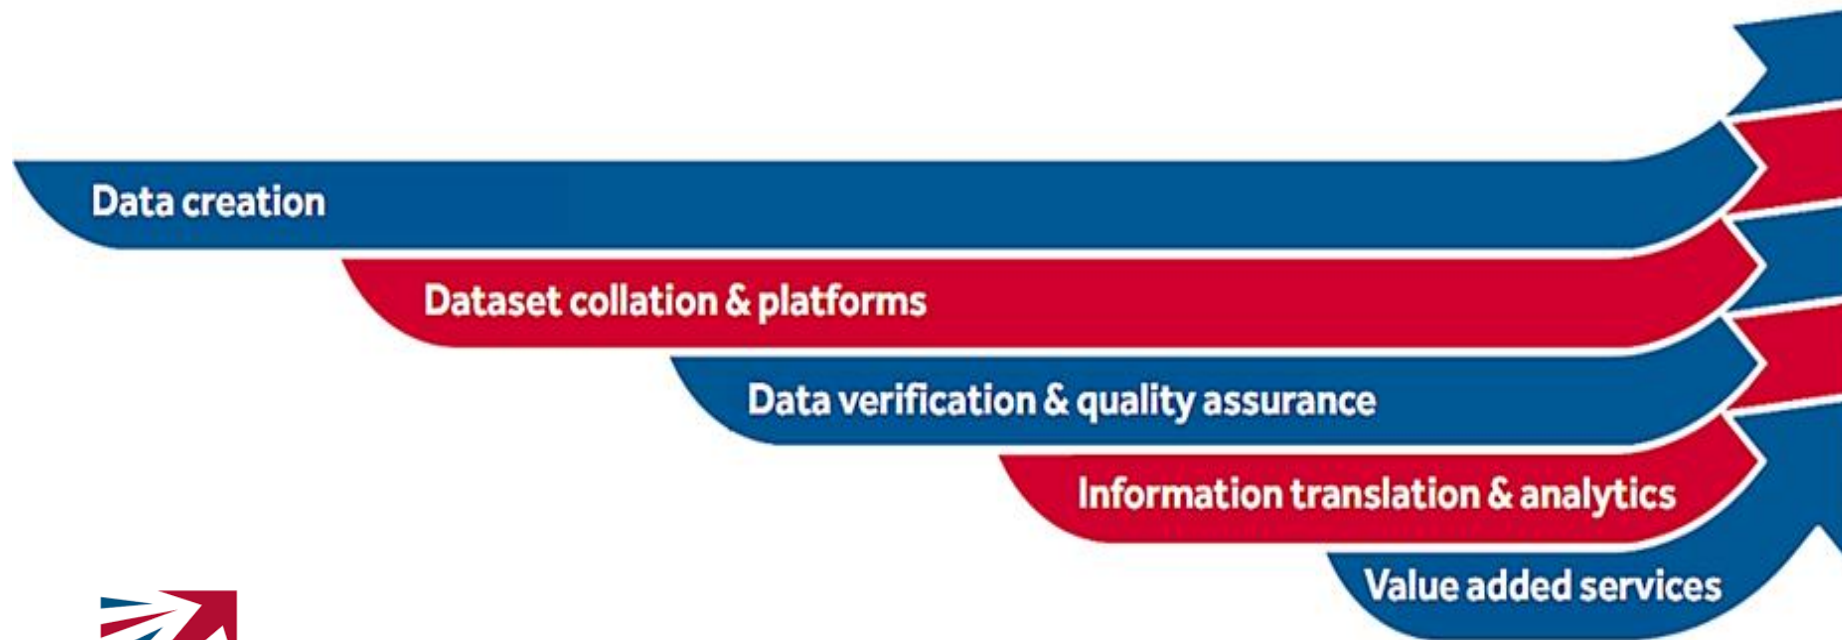 Data creation
Dataset collation & platforms
Data verification & quality assurance
Information translation & analytics
Value added services